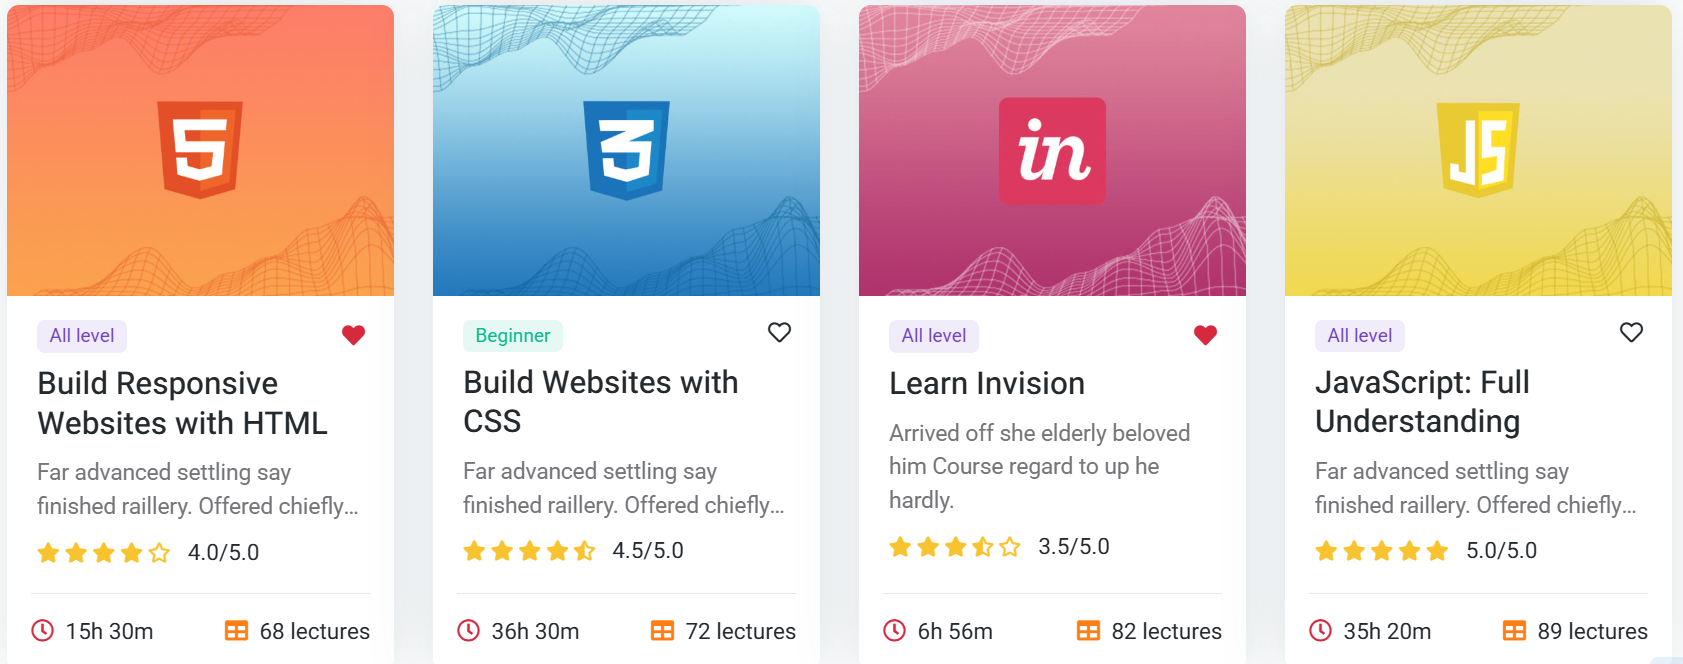 5
All level
Build Responsive
Websites with HTML
Far advanced settling say
finished raillery. Offered chiefly...
4.0/5.0
15h 30m
68 lectures
3
Beginner
Build Websites with
CSS
Far advanced settling say
finished raillery. Offered chiefly...
4.5/5.0
36h 30m
72 lectures
in
All level
Learn Invision
Arrived off she elderly beloved
him Course regard to up he
hardly.
3.5/5.0
6h 56m
82 lectures
JS
All level
JavaScript: Full
Understanding
Far advanced settling say
finished raillery. Offered chiefly...
5.0/5.0
35h 20m
89 lectures